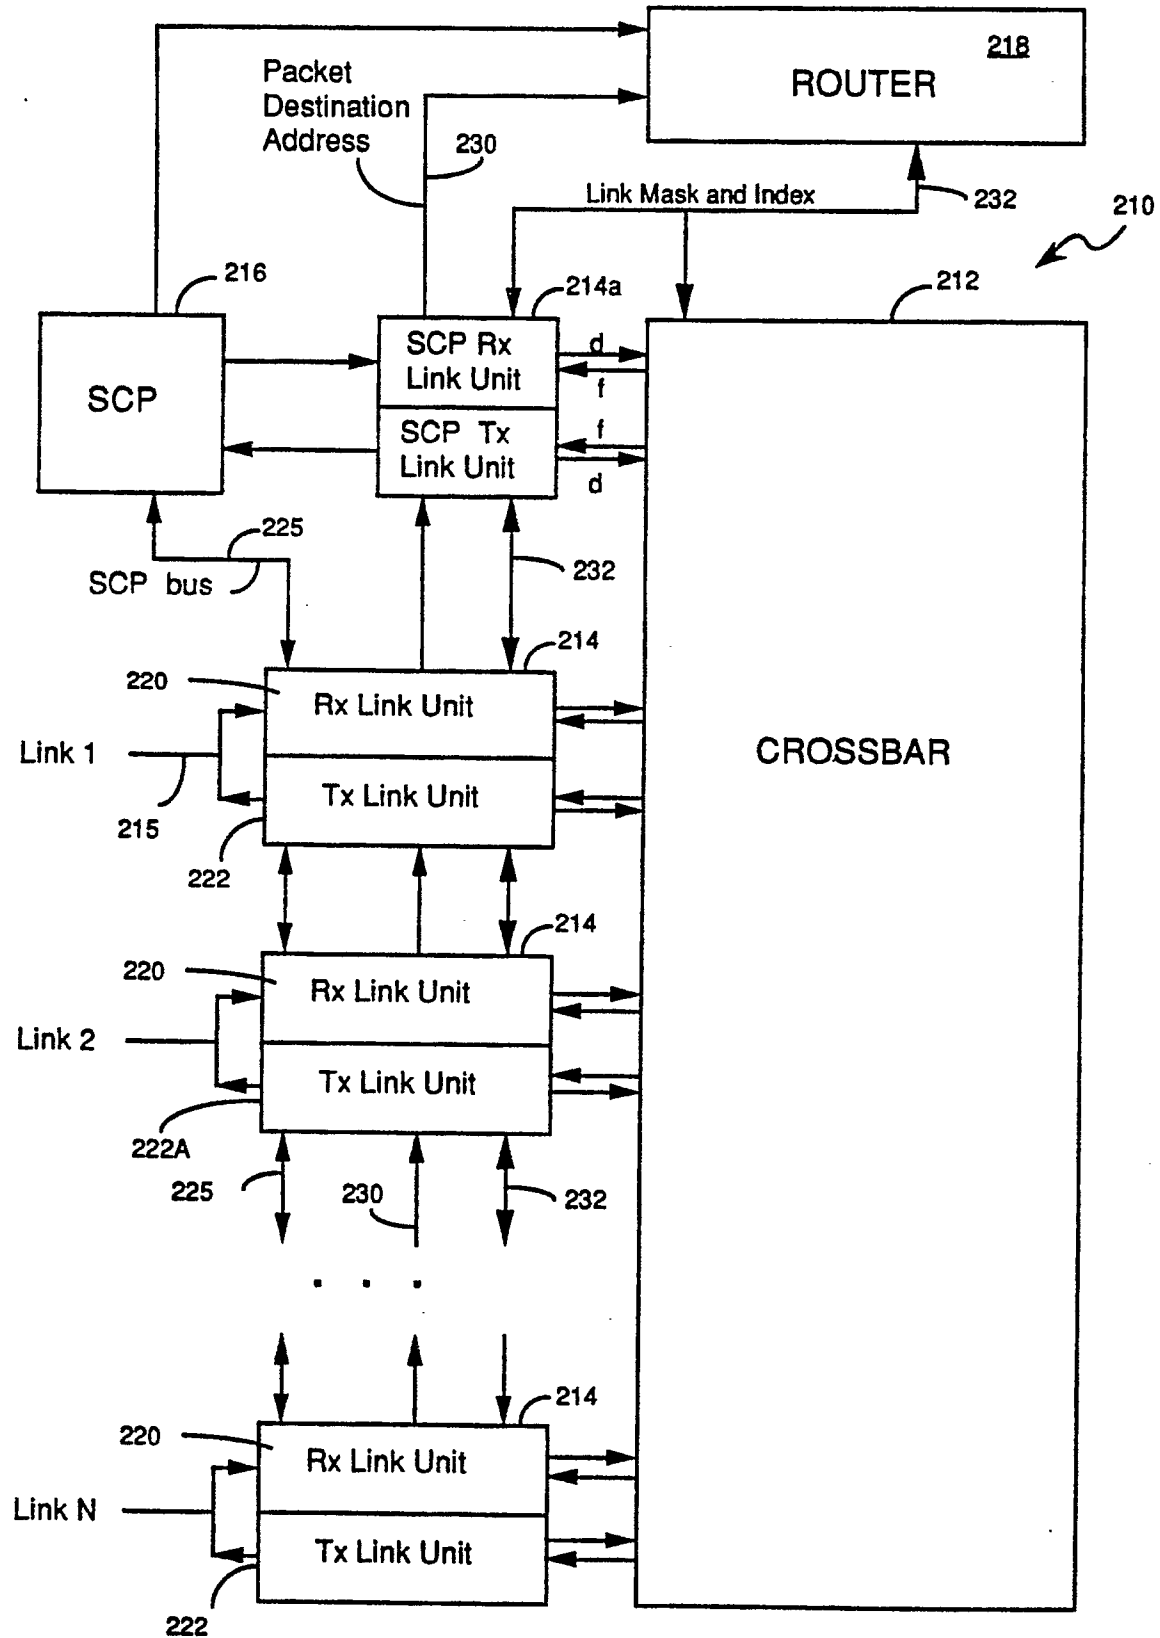 218
ROUTER
Packet
Destination
Address
230
Link Mask and Index
232
210
216
214a
212
SCP
SCP Rx
Link Unit
d
f
SCP Tx
Link Unit
f
d
225
SCP bus
232
214
220
Rx Link Unit
Link 1
Tx Link Unit
CROSSBAR
215
222
214
220
Rx Link Unit
Link 2
Tx Link Unit
222A
225
230
232
. . .
214
220
Rx Link Unit
Link N
Tx Link Unit
222